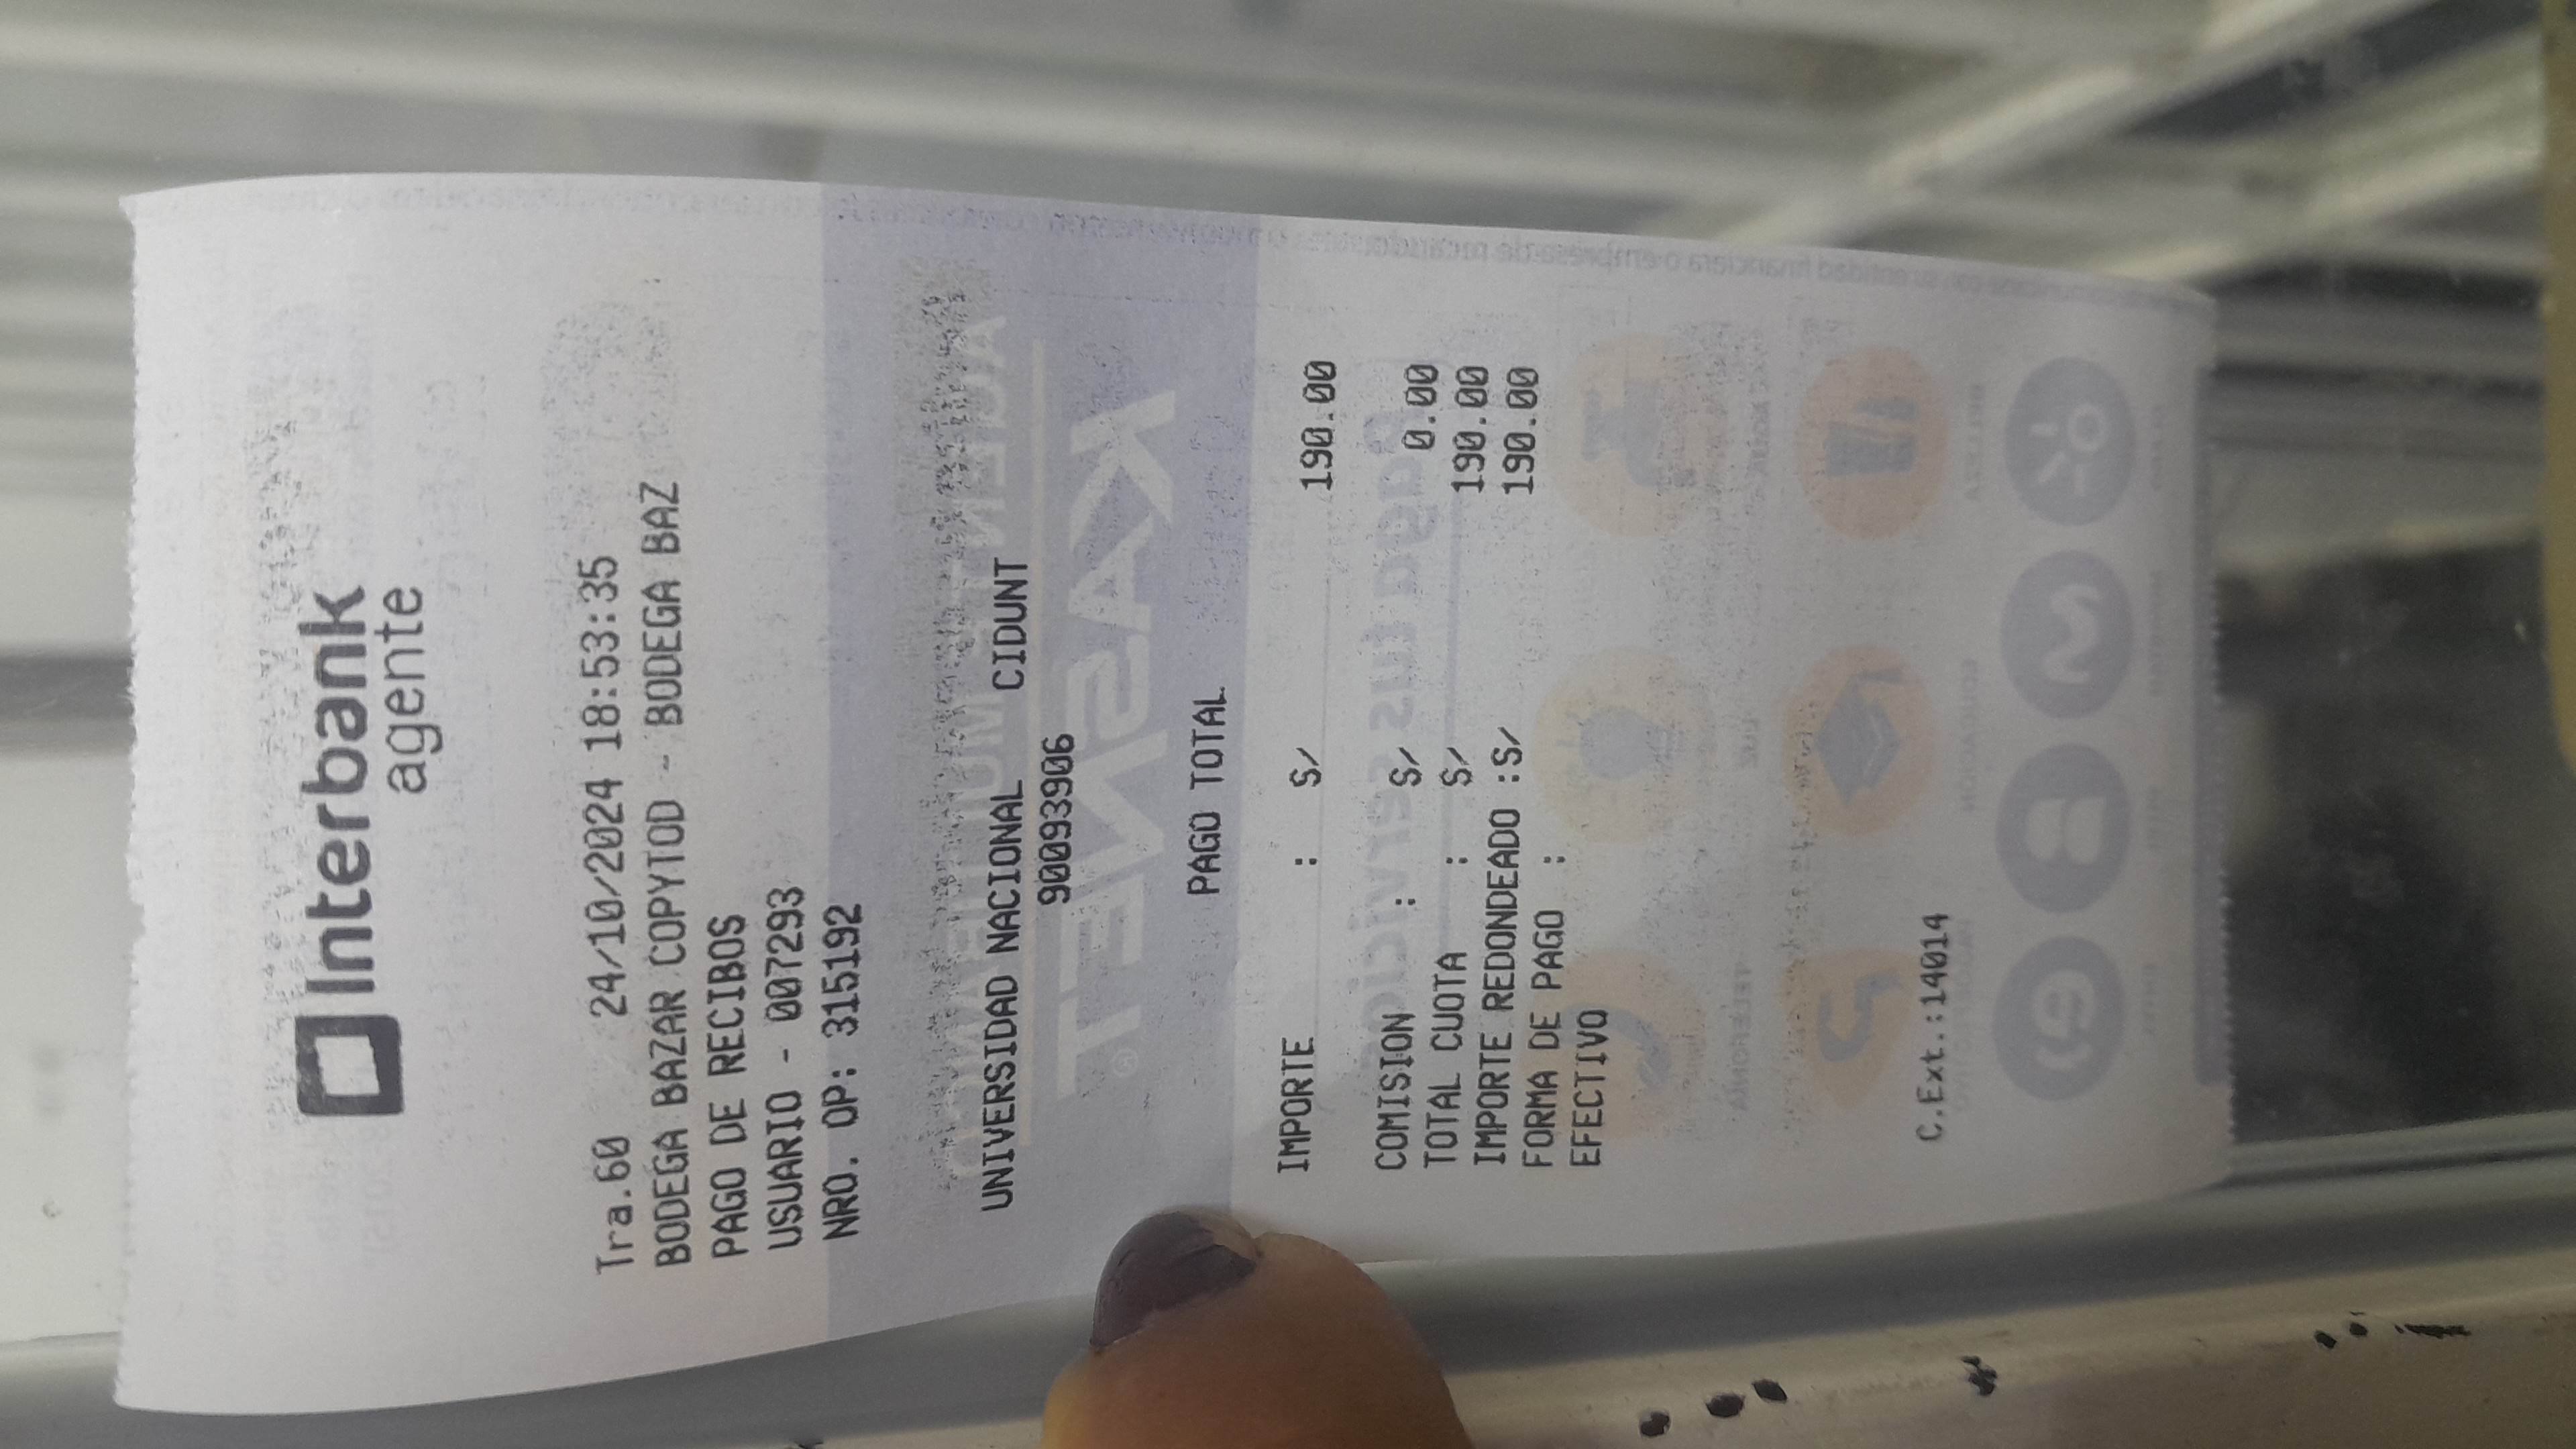 Interbank
agente
Tra.60 24/10/2024 18:53:35
BODEGA BAZAR COPYTOD - BODEGA BAZ
PAGO DE RECIBOS
USUARIO - 007293
NRO. OP: 315192
UNIVERSIDAD NACIONAL CIDUNT
900093906
KASNET®
PAGO TOTAL
IMPORTE : S/ 190.00
COMISION : S/ 0.00
TOTAL CUOTA : S/ 190.00
IMPORTE REDONDEADO :S/ 190.00
FORMA DE PAGO :
EFECTIVO
C.Ext.:14014